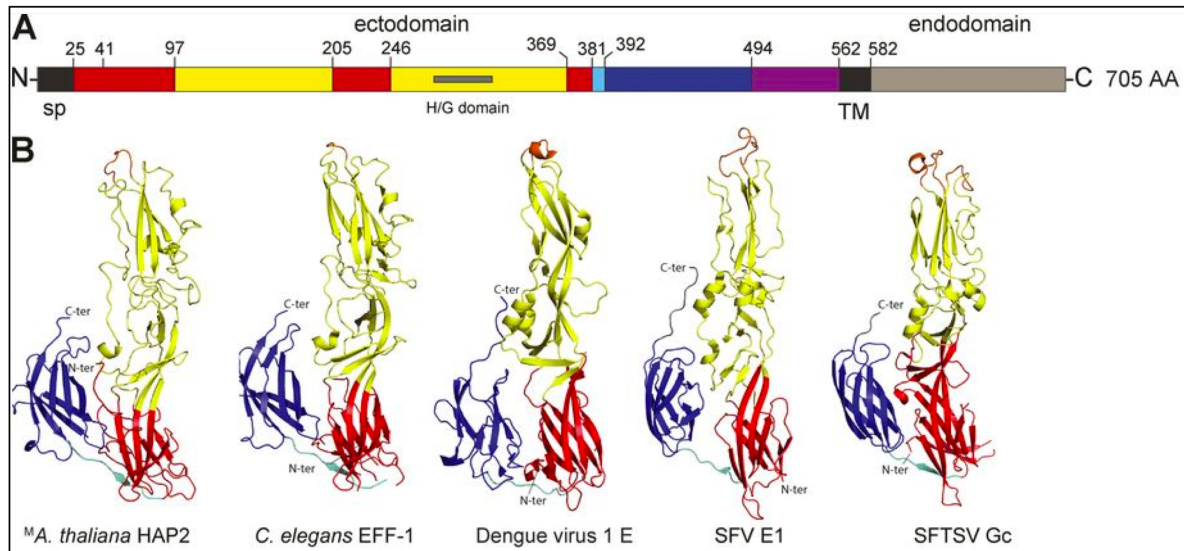 A
ectodomain
endodomain
25 41 97 205 246 369 381 392 494 562 582
N
C 705 AA
sp
H/G domain
TM
B
C-ter
N-ter
C-ter
N-ter
C-ter
N-ter
C-ter
N-ter
C-ter
N-ter
ᴹA. thaliana HAP2
C. elegans EFF-1
Dengue virus 1 E
SFV E1
SFTSV Gc